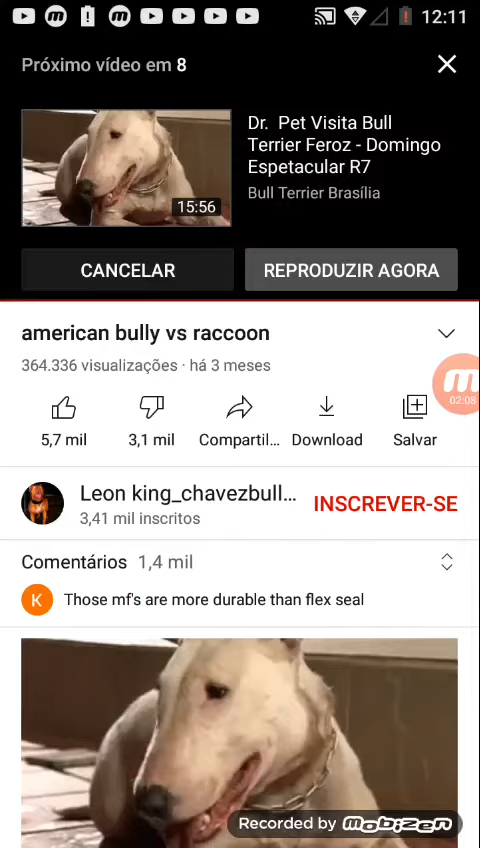 12:11
Próximo vídeo em 8
Dr. Pet Visita Bull
Terrier Feroz - Domingo
Espetacular R7
Bull Terrier Brasília
15:56
CANCELAR
REPRODUZIR AGORA
american bully vs raccoon
364.336 visualizações · há 3 meses
02:08
5,7 mil
3,1 mil
Compartil...
Download
Salvar
Leon king_chavezbull...
INSCREVER-SE
3,41 mil inscritos
Comentários 1,4 mil
K
Those mf's are more durable than flex seal
Recorded by mobizen